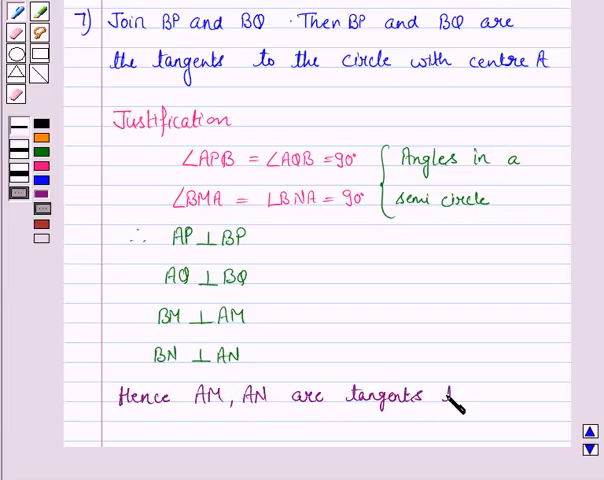 7) Join BP and BQ. Then BP and BQ are
the tangents to the circle with centre A
Justification
∠APB = ∠AQB = 90°
∠BMA = ∠BNA = 90°
{ Angles in a
semi circle
∴ AP ⊥ BP
AQ ⊥ BQ
BM ⊥ AM
BN ⊥ AN
Hence AM, AN are tangents